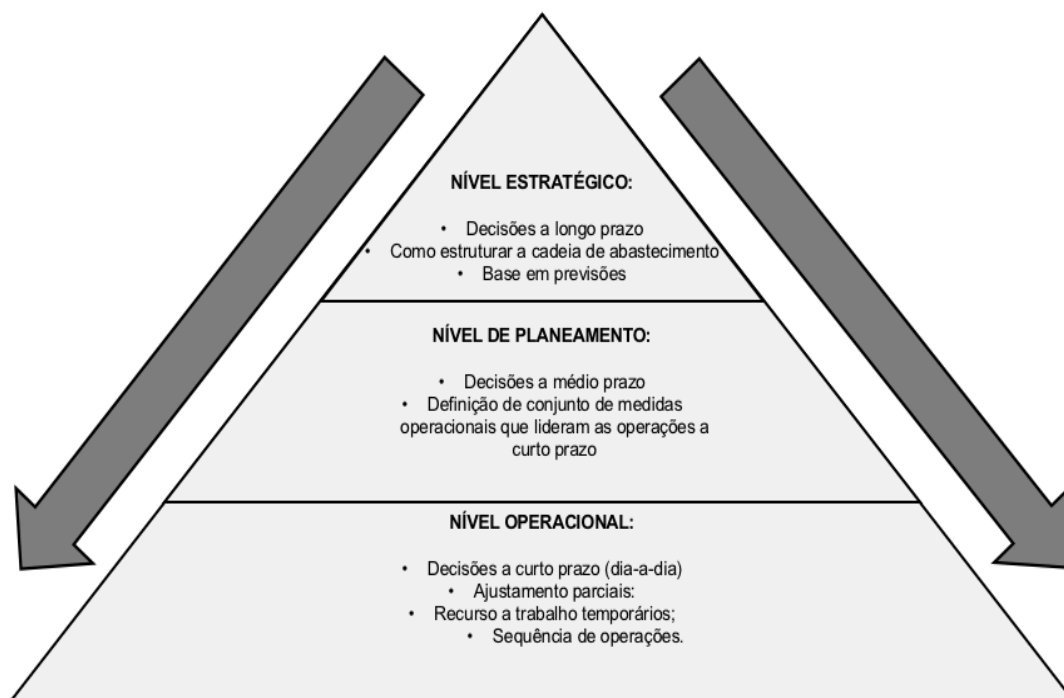 NÍVEL ESTRATÉGICO:
• Decisões a longo prazo
• Como estruturar a cadeia de abastecimento
• Base em previsões
NÍVEL DE PLANEAMENTO:
• Decisões a médio prazo
• Definição de conjunto de medidas
operacionais que lideram as operações a
curto prazo
NÍVEL OPERACIONAL:
• Decisões a curto prazo (dia-a-dia)
• Ajustamento parciais:
• Recurso a trabalho temporários;
• Sequência de operações.